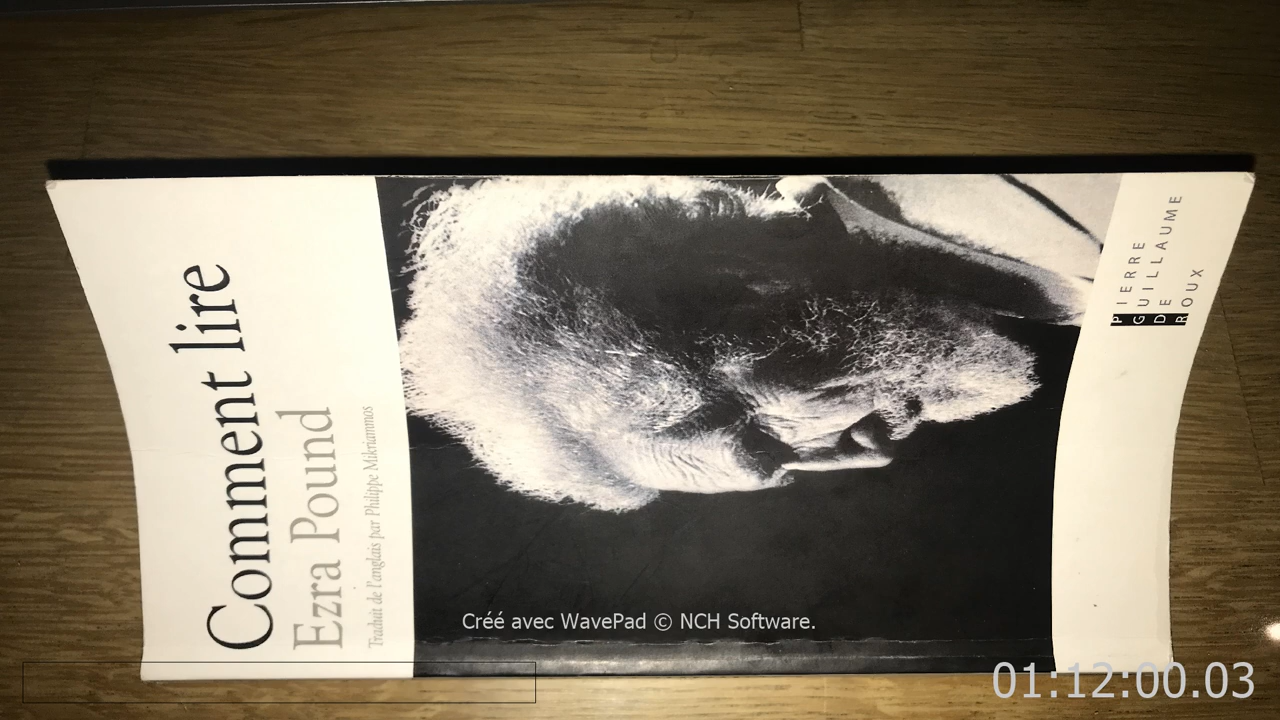 Comment lire
Ezra Pound
Traduit de l'anglais par Philippe Mikriammos
PIERRE
GUILLAUME
DE
ROUX
Créé avec WavePad © NCH Software.
01:12:00.03